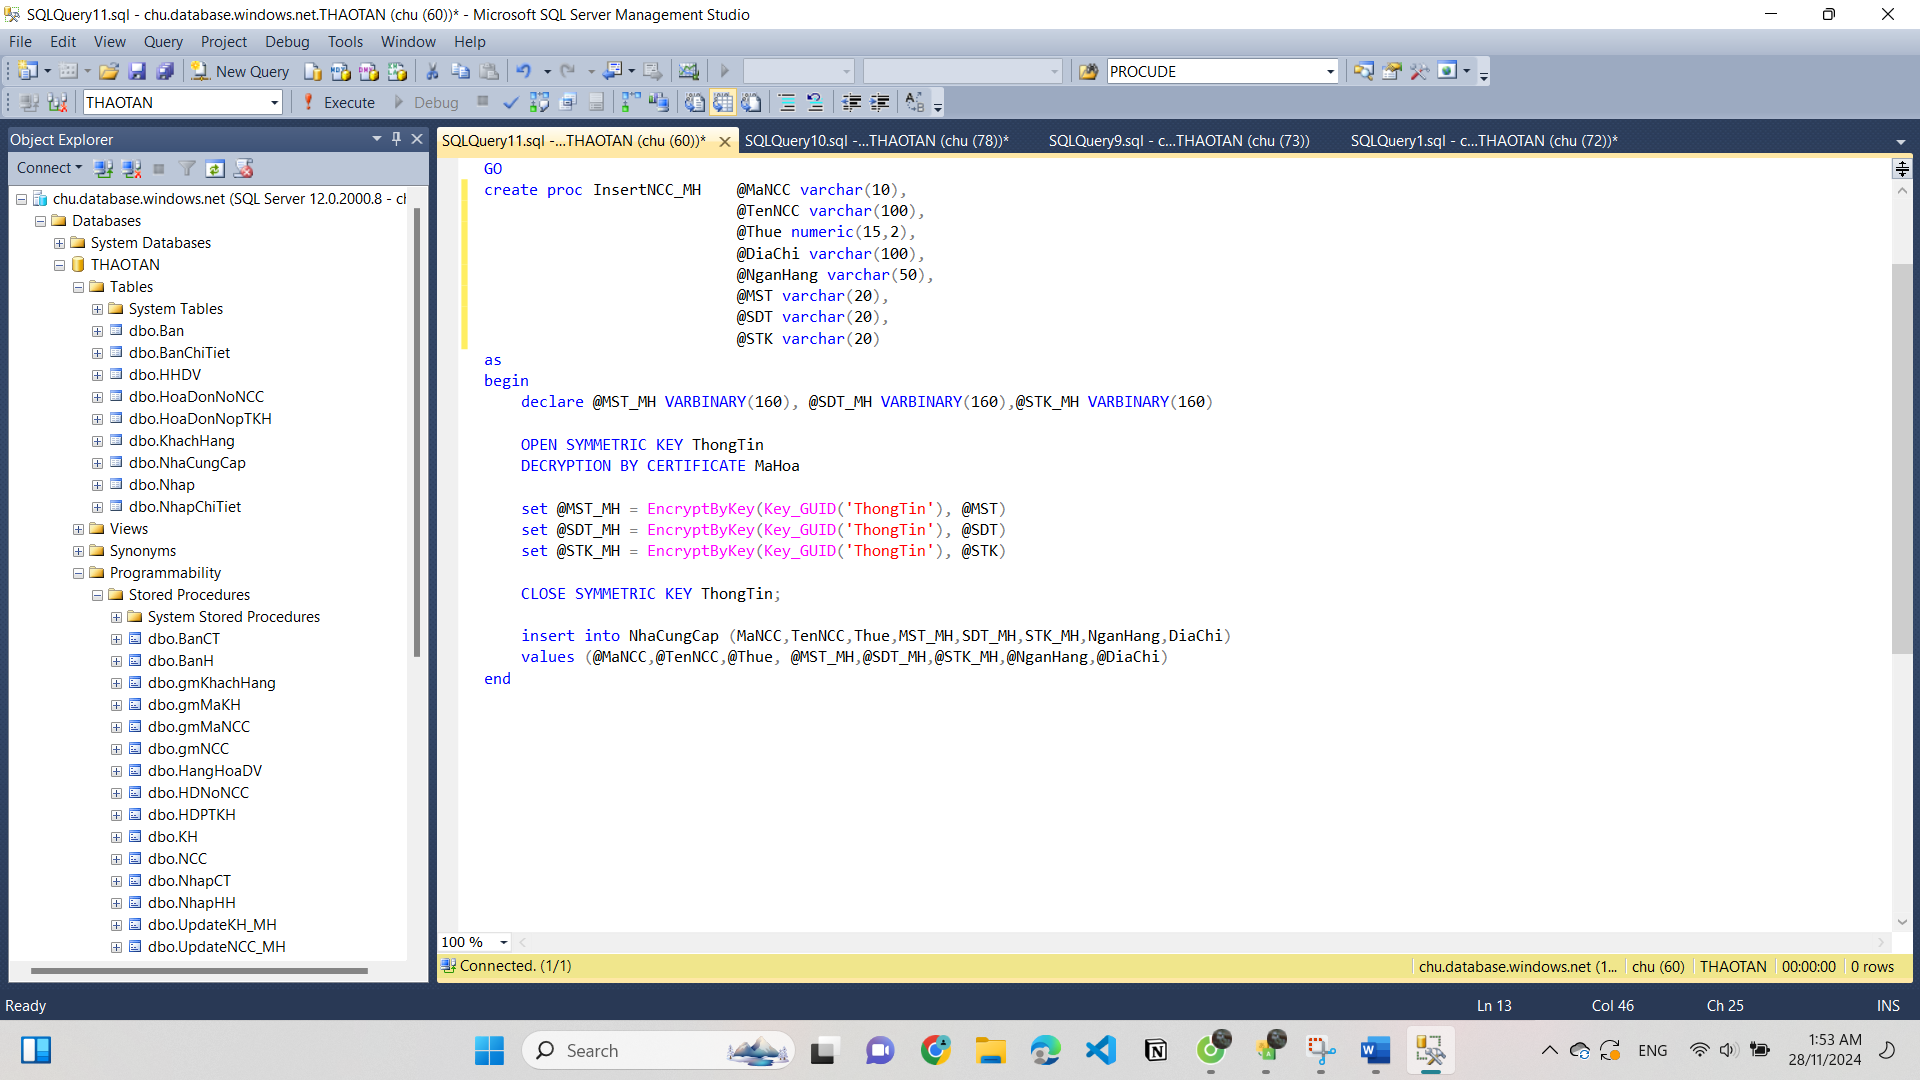 SQLQuery11.sql - chu.database.windows.net.THAOTAN (chu (60))* - Microsoft SQL Server Management Studio
File Edit View Query Project Debug Tools Window Help
New Query PROCUDE
THAOTAN Execute Debug
Object Explorer
Connect
chu.database.windows.net (SQL Server 12.0.2000.8 - ch
Databases
System Databases
THAOTAN
Tables
System Tables
dbo.Ban
dbo.BanChiTiet
dbo.HHDV
dbo.HoaDonNoNCC
dbo.HoaDonNopTKH
dbo.KhachHang
dbo.NhaCungCap
dbo.Nhap
dbo.NhapChiTiet
Views
Synonyms
Programmability
Stored Procedures
System Stored Procedures
dbo.BanCT
dbo.BanH
dbo.gmKhachHang
dbo.gmMaKH
dbo.gmMaNCC
dbo.gmNCC
dbo.HangHoaDV
dbo.HDNoNCC
dbo.HDPTKH
dbo.KH
dbo.NCC
dbo.NhapCT
dbo.NhapHH
dbo.UpdateKH_MH
dbo.UpdateNCC_MH
SQLQuery11.sql -...THAOTAN (chu (60))* SQLQuery10.sql -...THAOTAN (chu (78))* SQLQuery9.sql - c...THAOTAN (chu (73)) SQLQuery1.sql - c...THAOTAN (chu (72))*
GO
create proc InsertNCC_MH @MaNCC varchar(10),
@TenNCC varchar(100),
@Thue numeric(15,2),
@DiaChi varchar(100),
@NganHang varchar(50),
@MST varchar(20),
@SDT varchar(20),
@STK varchar(20)
as
begin
declare @MST_MH VARBINARY(160), @SDT_MH VARBINARY(160),@STK_MH VARBINARY(160)
OPEN SYMMETRIC KEY ThongTin
DECRYPTION BY CERTIFICATE MaHoa
set @MST_MH = EncryptByKey(Key_GUID('ThongTin'), @MST)
set @SDT_MH = EncryptByKey(Key_GUID('ThongTin'), @SDT)
set @STK_MH = EncryptByKey(Key_GUID('ThongTin'), @STK)
CLOSE SYMMETRIC KEY ThongTin;
insert into NhaCungCap (MaNCC,TenNCC,Thue,MST_MH,SDT_MH,STK_MH,NganHang,DiaChi)
values (@MaNCC,@TenNCC,@Thue, @MST_MH,@SDT_MH,@STK_MH,@NganHang,@DiaChi)
end
100 %
Connected. (1/1) chu.database.windows.net (1... chu (60) THAOTAN 00:00:00 0 rows
Ready Ln 13 Col 46 Ch 25 INS
Search ENG 1:53 AM
28/11/2024